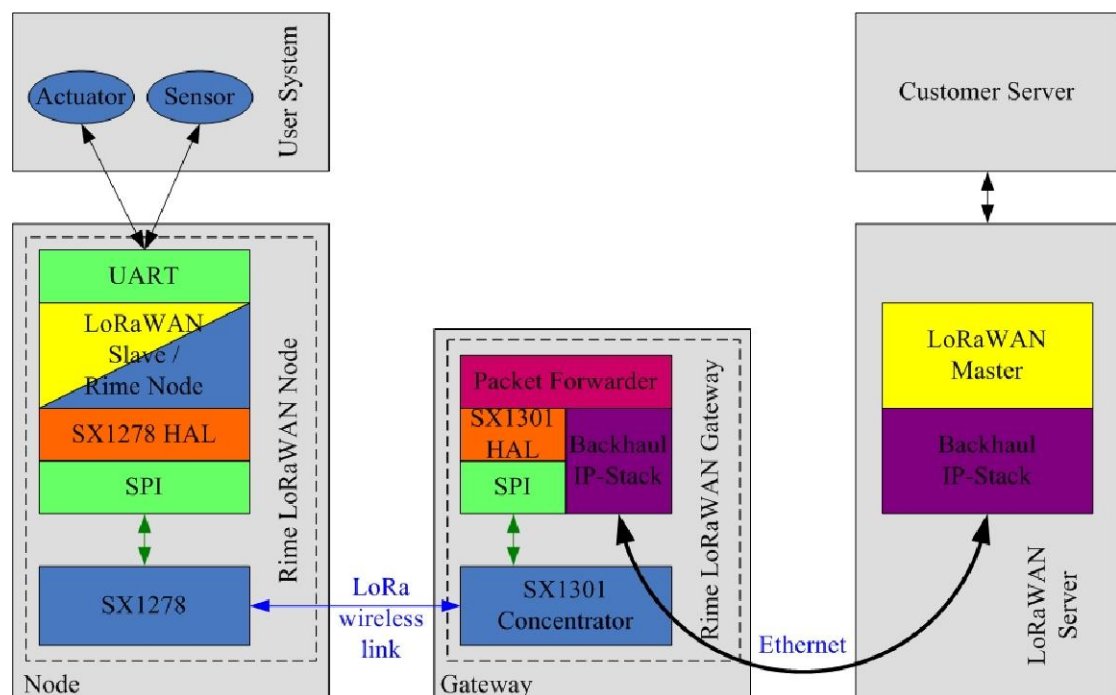 Actuator
Sensor
User System
Customer Server
UART
LoRaWAN
Slave /
Rime Node
SX1278 HAL
SPI
SX1278
Rime LoRaWAN Node
Node
LoRa
wireless
link
Packet Forwarder
SX1301
HAL
SPI
Backhaul
IP-Stack
SX1301
Concentrator
Rime LoRaWAN Gateway
Gateway
Ethernet
LoRaWAN
Master
Backhaul
IP-Stack
LoRaWAN
Server